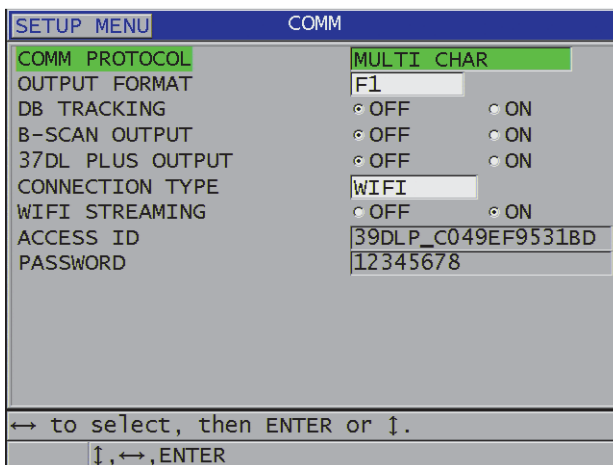 SETUP MENU COMM
COMM PROTOCOL MULTI CHAR
OUTPUT FORMAT F1
DB TRACKING OFF ON
B-SCAN OUTPUT OFF ON
37DL PLUS OUTPUT OFF ON
CONNECTION TYPE WIFI
WIFI STREAMING OFF ON
ACCESS ID 39DLP_C049EF9531BD
PASSWORD 12345678
↔ to select, then ENTER or ↕.
↕,↔,ENTER